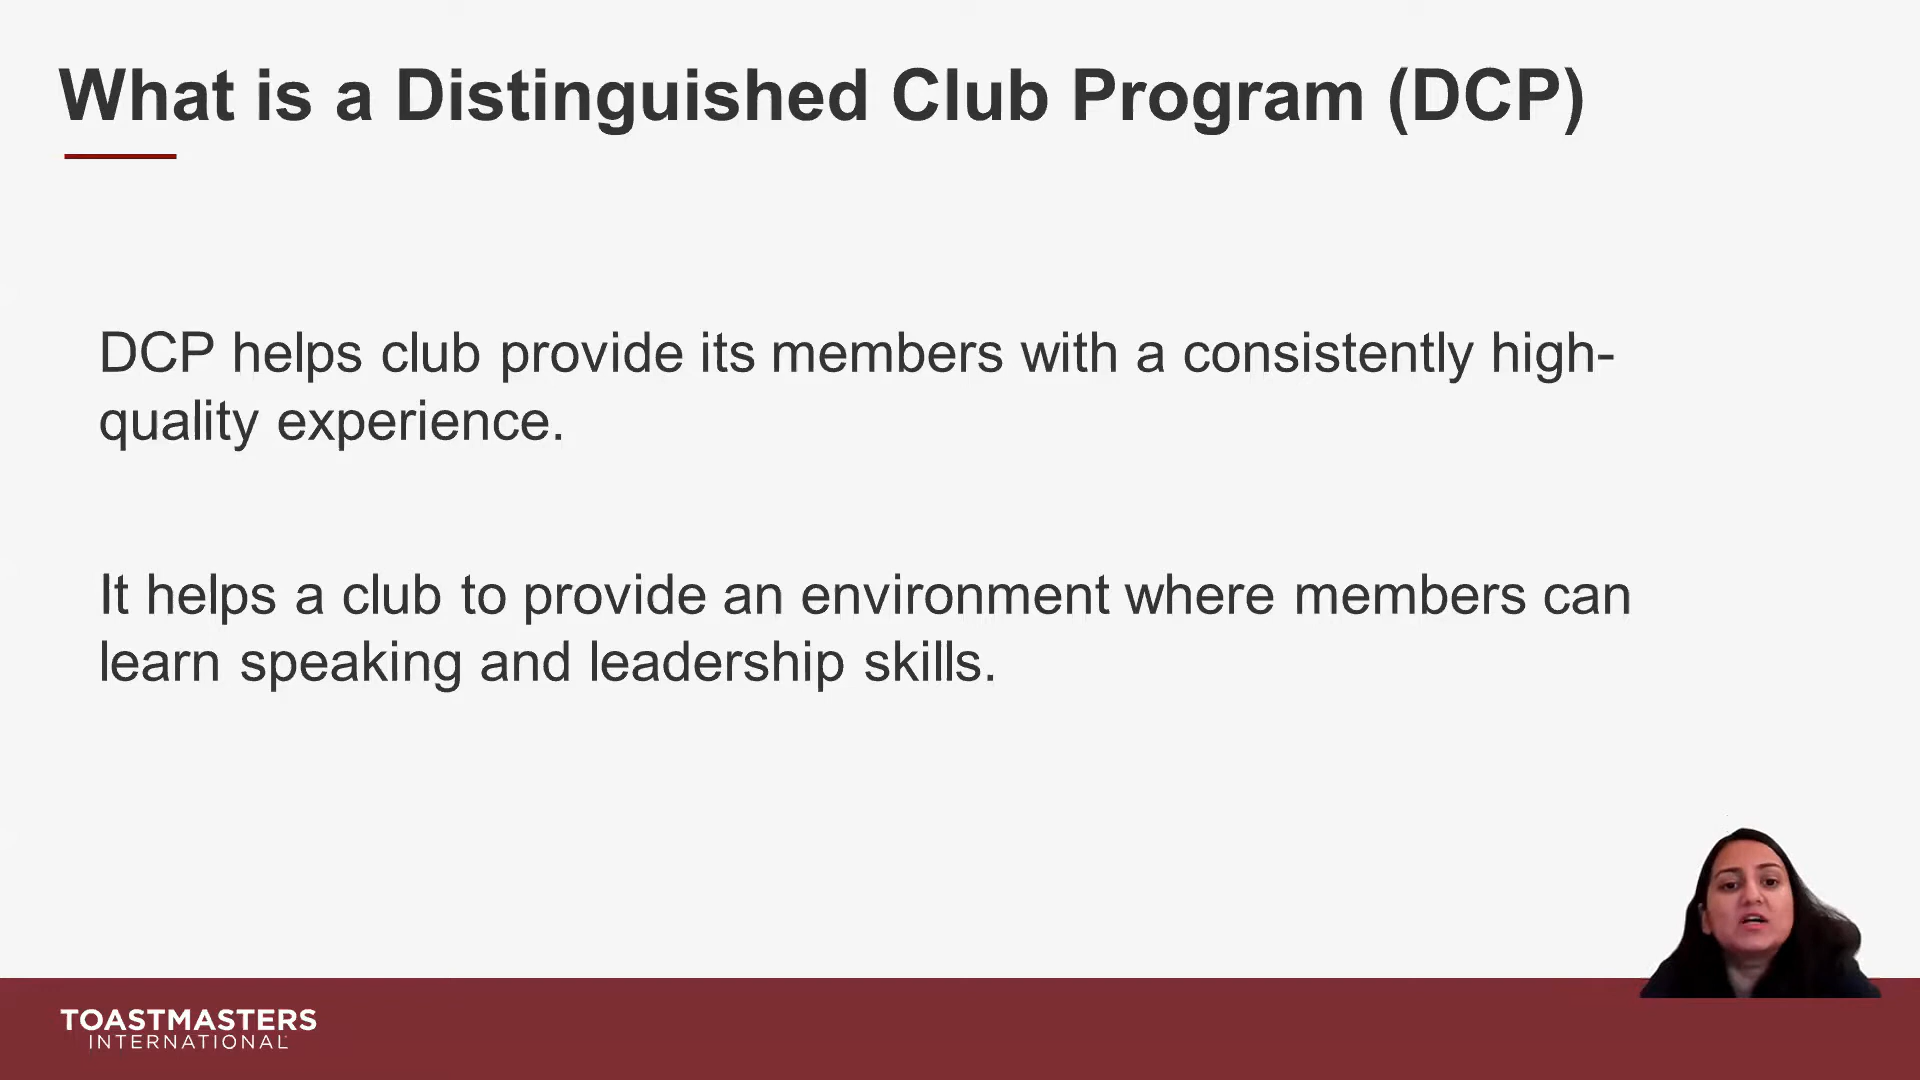 What is a Distinguished Club Program (DCP)
DCP helps club provide its members with a consistently high-
quality experience.
It helps a club to provide an environment where members can
learn speaking and leadership skills.
TOASTMASTERS
INTERNATIONAL